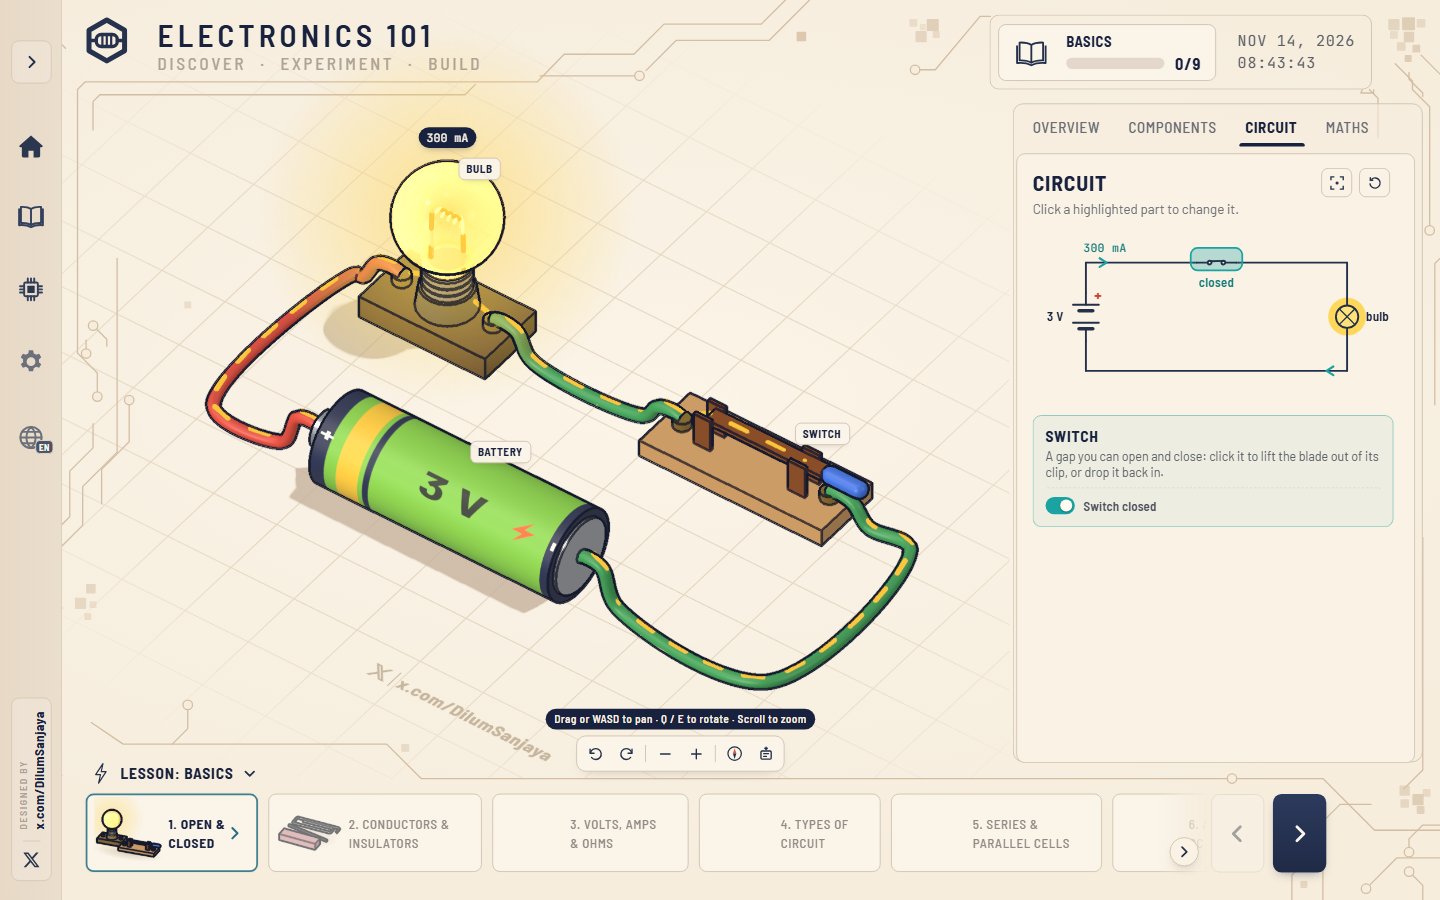 ELECTRONICS 101
DISCOVER · EXPERIMENT · BUILD
BASICS
0/9
NOV 14, 2026
08:43:43
OVERVIEW
COMPONENTS
CIRCUIT
MATHS
CIRCUIT
Click a highlighted part to change it.
300 mA
closed
+
3 V
bulb
SWITCH
A gap you can open and close: click it to lift the blade out of its
clip, or drop it back in.
Switch closed
300 mA
BULB
SWITCH
BATTERY
+
3 V
-
x.com/DilumSanjaya
Drag or WASD to pan · Q / E to rotate · Scroll to zoom
EN
DESIGNED BY
x.com/DilumSanjaya
LESSON: BASICS
1. OPEN &
CLOSED
2. CONDUCTORS &
INSULATORS
3. VOLTS, AMPS
& OHMS
4. TYPES OF
CIRCUIT
5. SERIES &
PARALLEL CELLS
6.